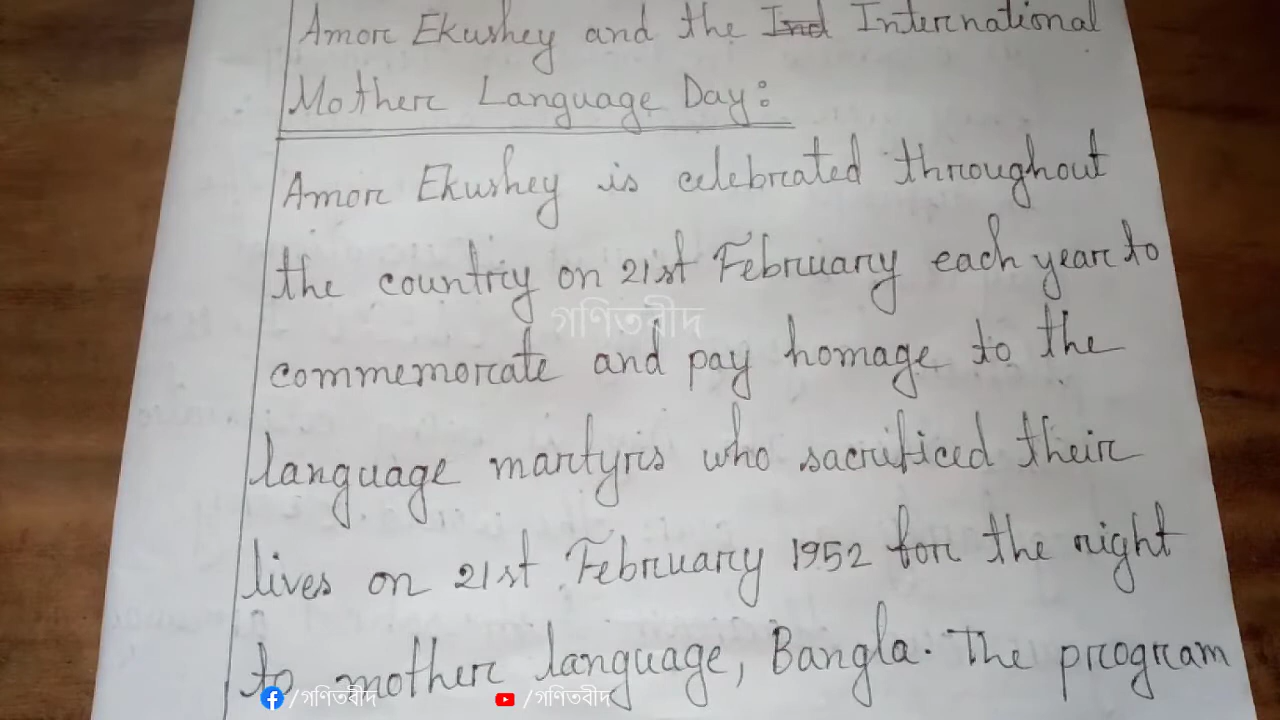 Amor Ekushey and the Ind International
Mother Language Day:
Amor Ekushey is celebrated throughout
the country on 21st February each year to
গণিতবীদ
commemorate and pay homage to the
language martyrs who sacrificed their
lives on 21st February 1952 for the right
to mother language, Bangla. The program
/গণিতবীদ /গণিতবীদ